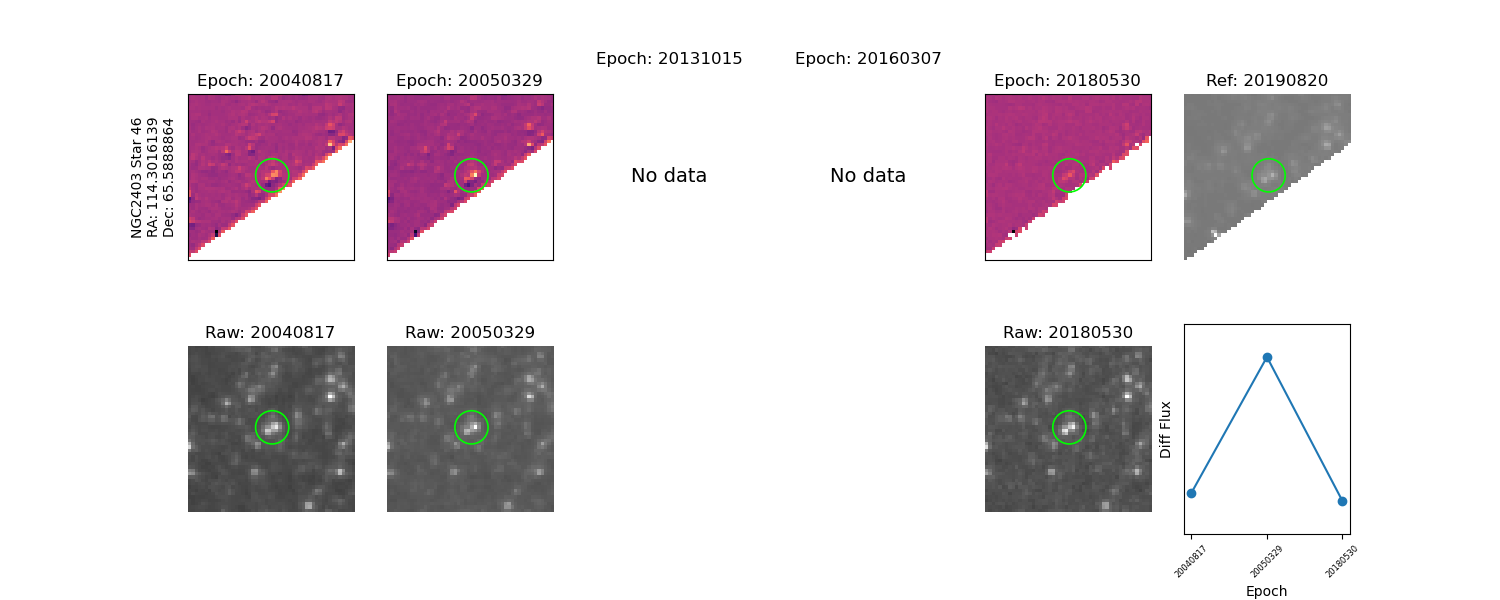 Epoch: 20131015
Epoch: 20160307
Epoch: 20040817
Epoch: 20050329
Epoch: 20180530
Ref: 20190820
NGC2403 Star 46
RA: 114.3016139
Dec: 65.5888864
No data
No data
Raw: 20040817
Raw: 20050329
Raw: 20180530
Diff Flux
20040817
20050329
20180530
Epoch